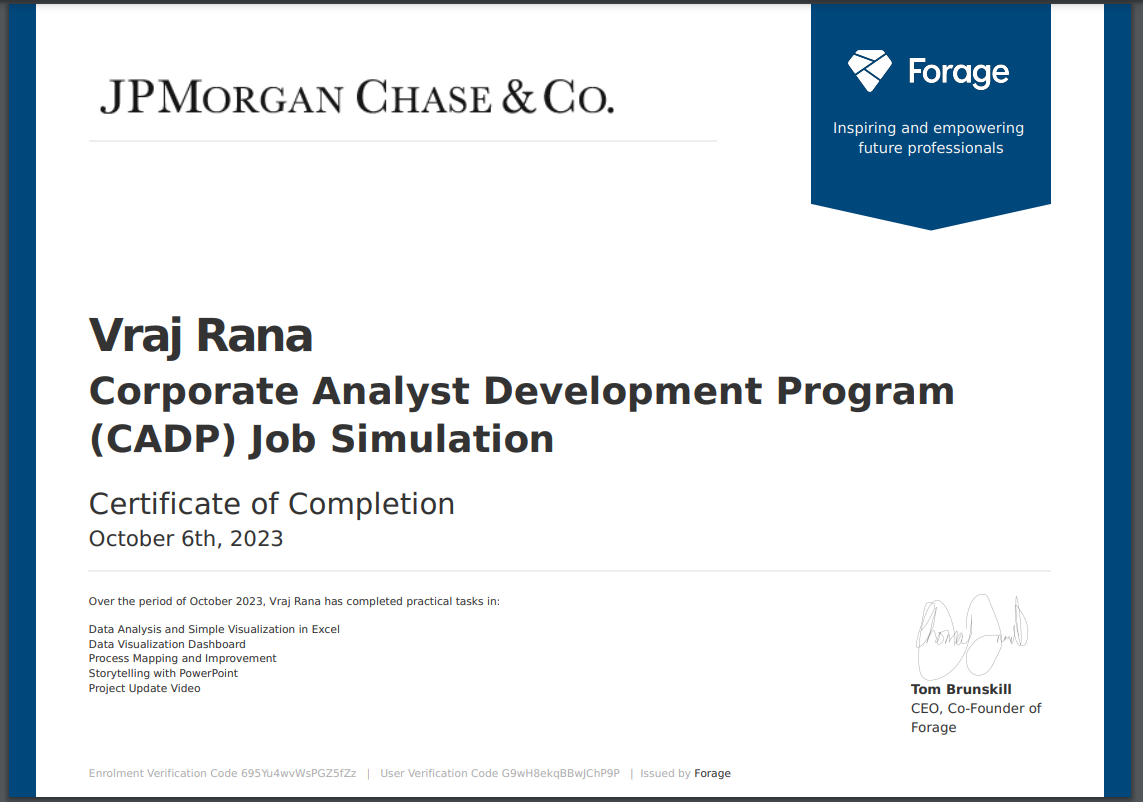 JPMORGAN CHASE & CO.
Forage
Inspiring and empowering
future professionals
Vraj Rana
Corporate Analyst Development Program
(CADP) Job Simulation
Certificate of Completion
October 6th, 2023
Over the period of October 2023, Vraj Rana has completed practical tasks in:
Data Analysis and Simple Visualization in Excel
Data Visualization Dashboard
Process Mapping and Improvement
Storytelling with PowerPoint
Project Update Video
Tom Brunskill
CEO, Co-Founder of
Forage
Enrolment Verification Code 695Yu4wvWsPGZ5fZz | User Verification Code G9wH8ekqBBwJChP9P | Issued by Forage